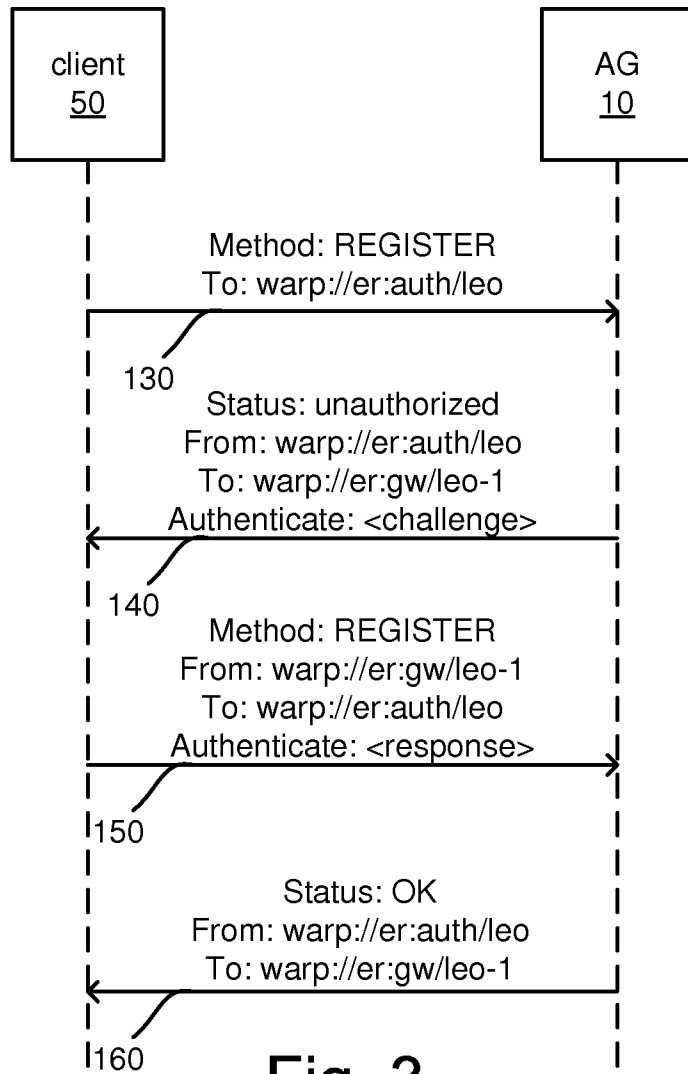 client
50
AG
10
Method: REGISTER
To: warp://er:auth/leo
130
Status: unauthorized
From: warp://er:auth/leo
To: warp://er:gw/leo-1
Authenticate: <challenge>
140
Method: REGISTER
From: warp://er:gw/leo-1
To: warp://er:auth/leo
Authenticate: <response>
150
Status: OK
From: warp://er:auth/leo
To: warp://er:gw/leo-1
160
Fig.